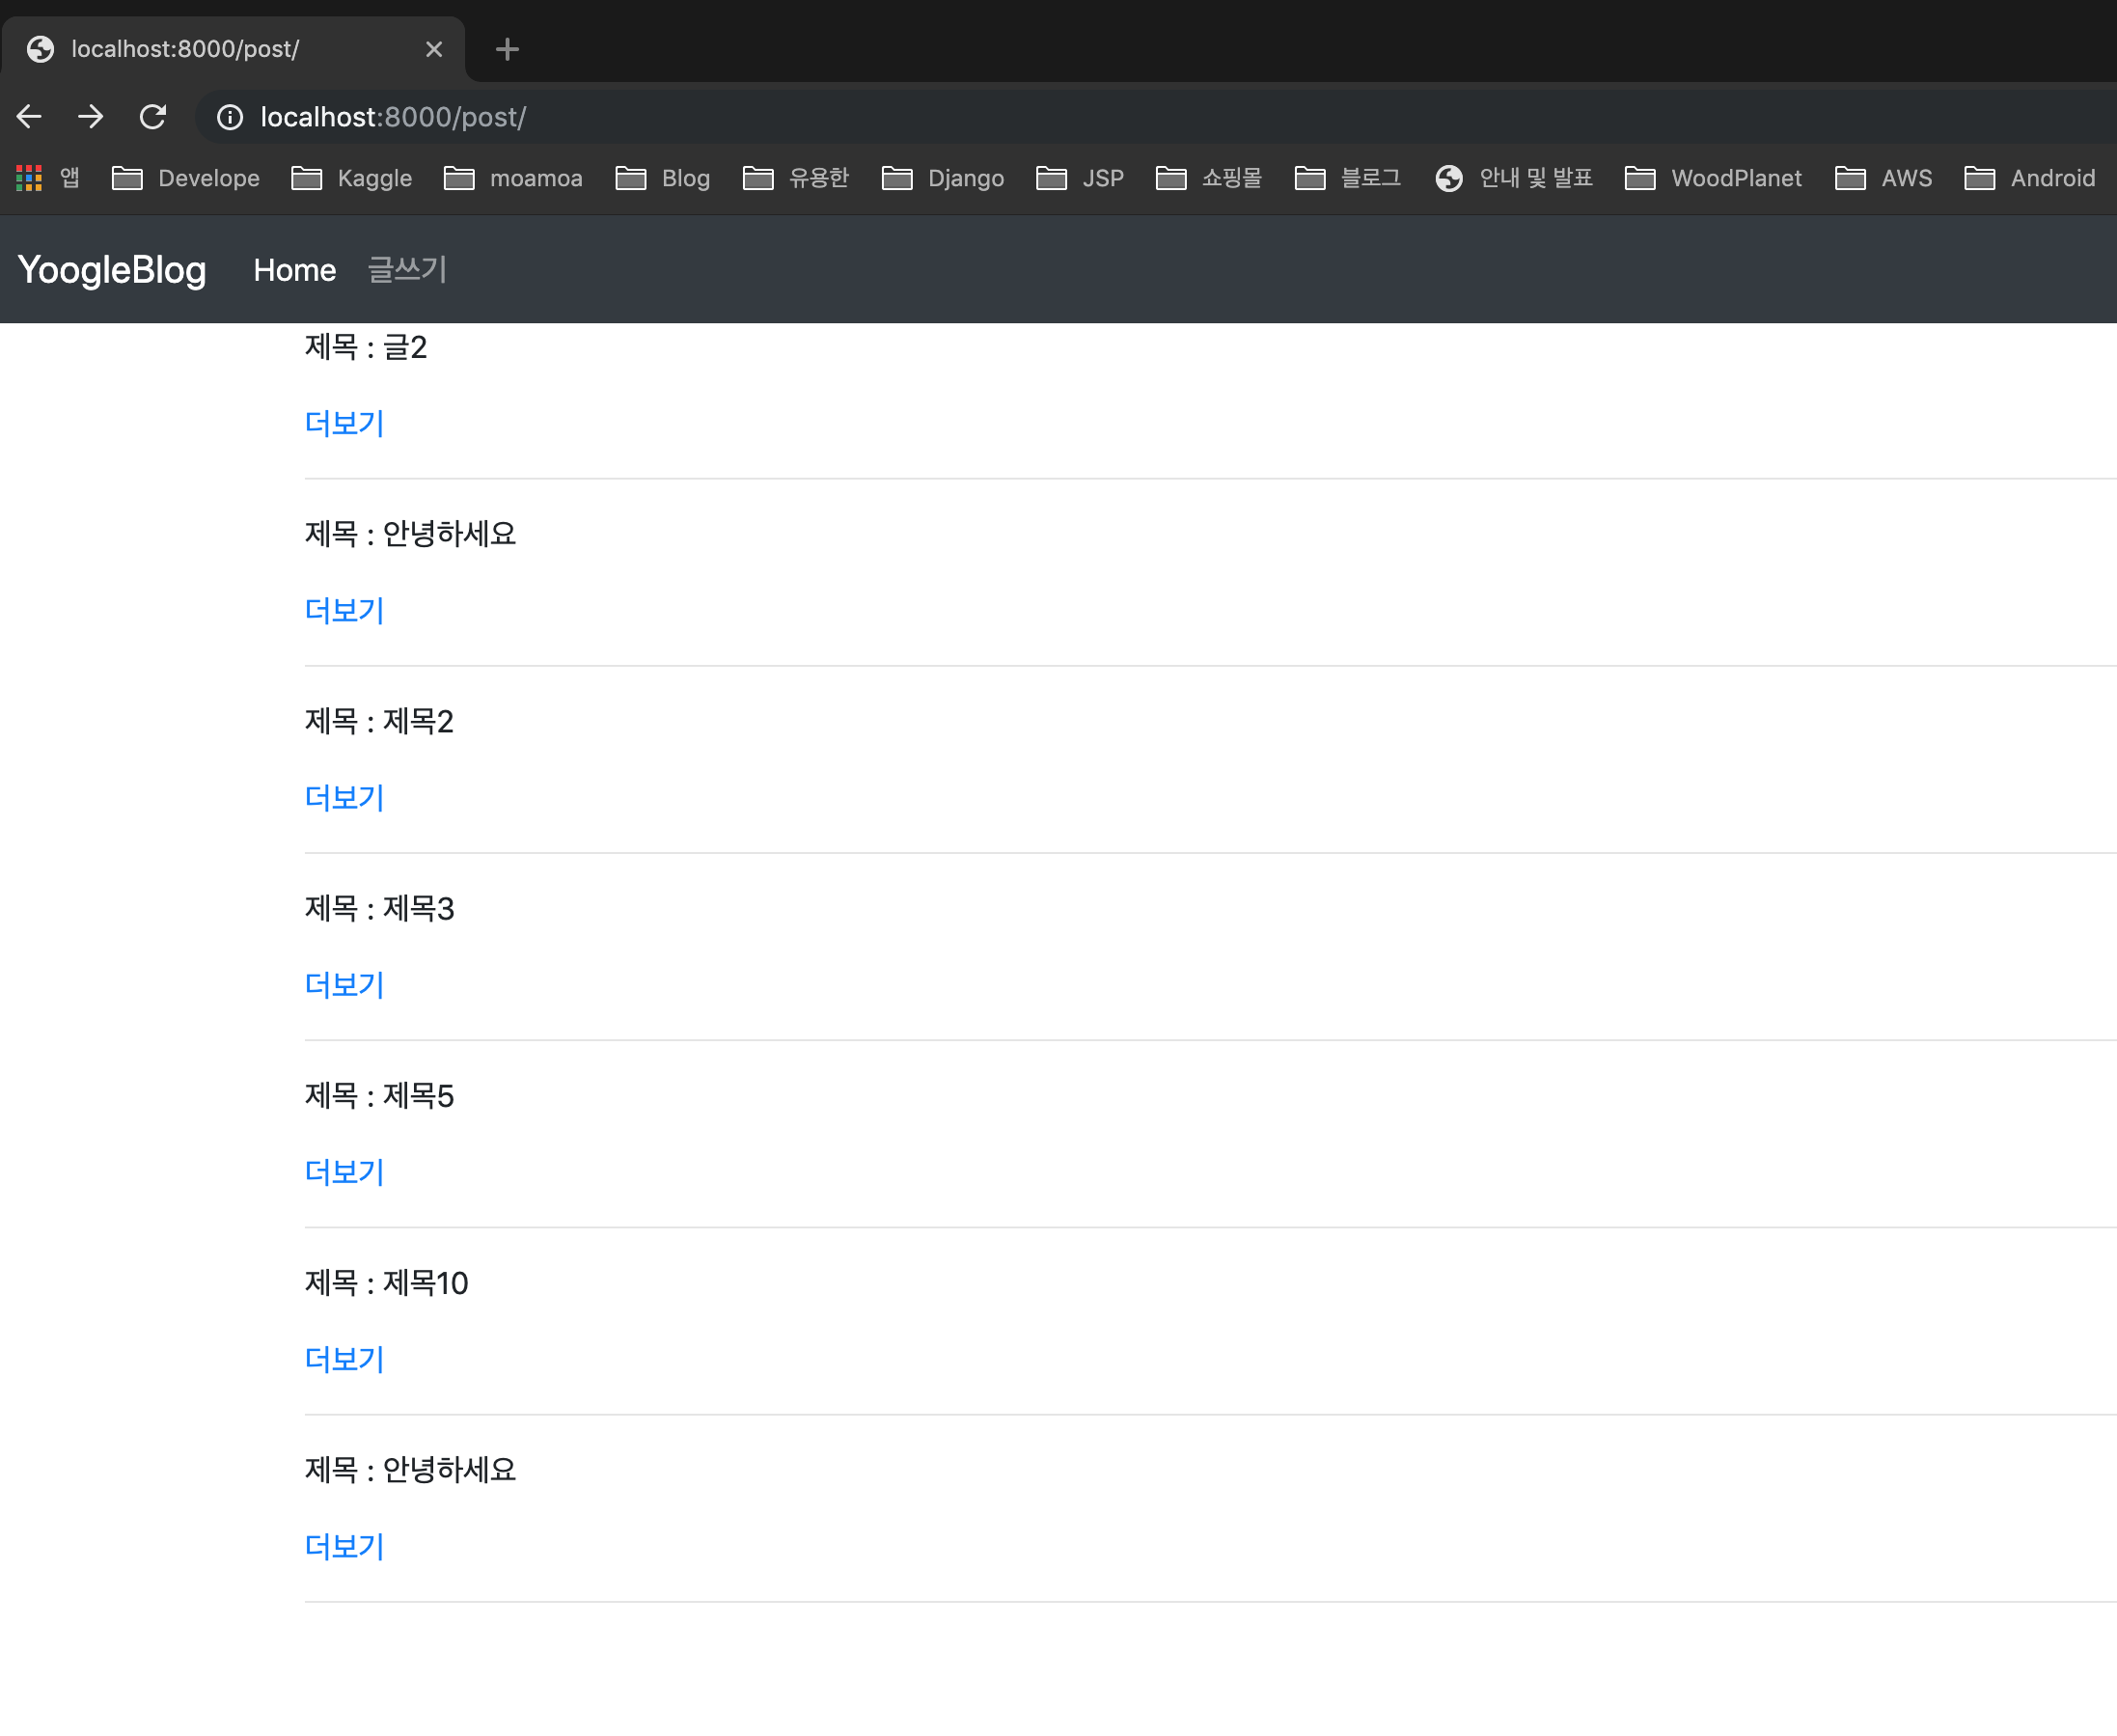 localhost:8000/post/
localhost:8000/post/
앱 Develope Kaggle moamoa Blog 유용한 Django JSP 쇼핑몰 블로그 안내 및 발표 WoodPlanet AWS Android
YoogleBlog Home 글쓰기
제목 : 글2
더보기
제목 : 안녕하세요
더보기
제목 : 제목2
더보기
제목 : 제목3
더보기
제목 : 제목5
더보기
제목 : 제목10
더보기
제목 : 안녕하세요
더보기